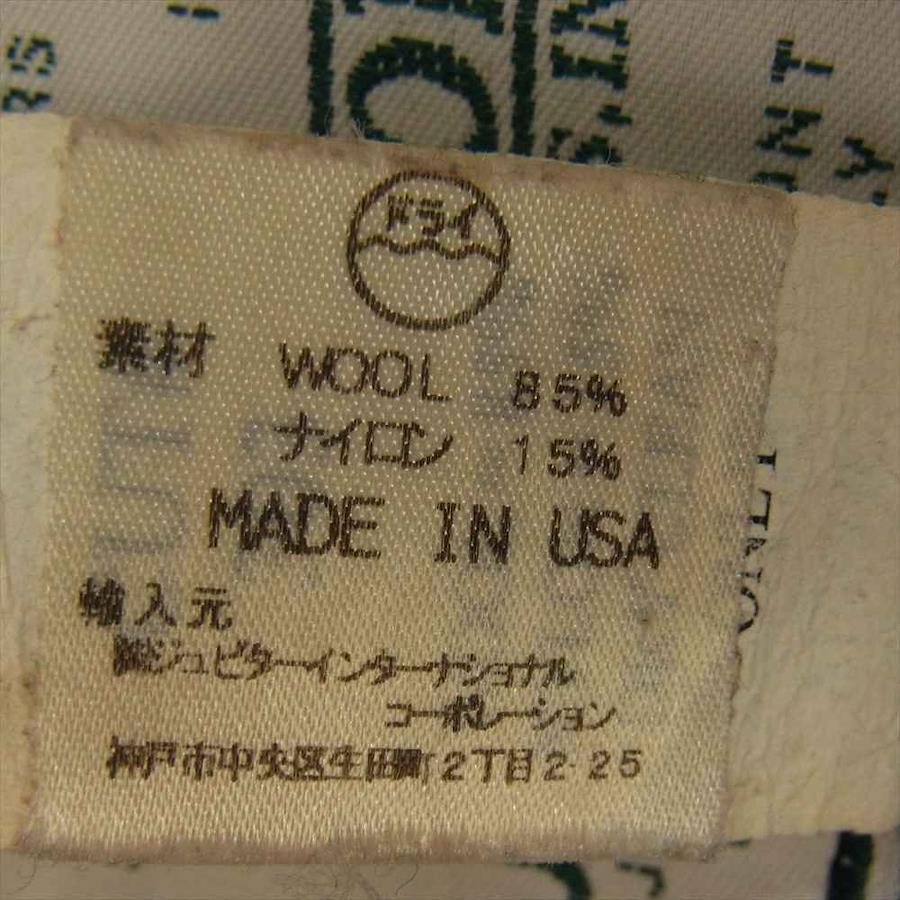 ドライ
素材 WOOL 85%
ナイロン 15%
MADE IN USA
輸入元
㈱ジュピターインターナショナル
コーポレーション
神戸市中央区生田町2丁目2-25